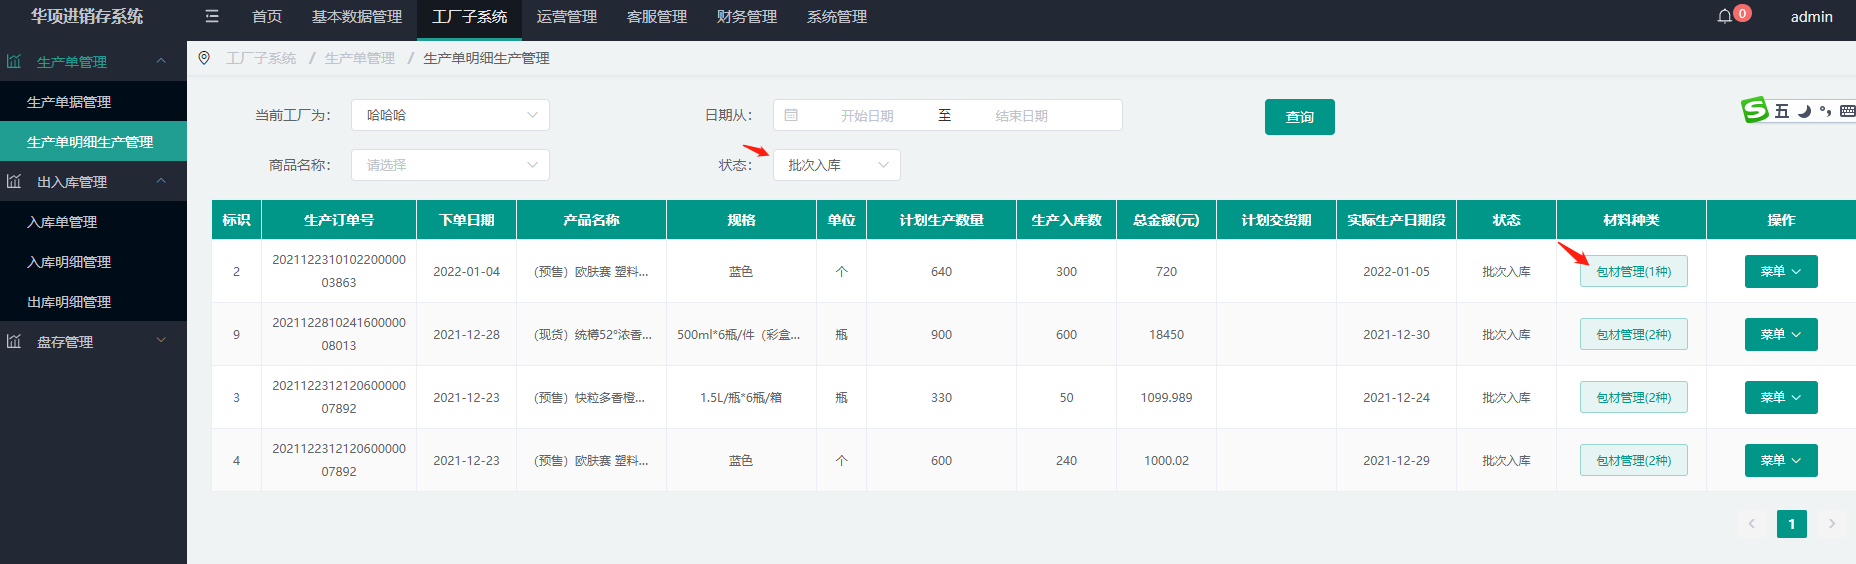 华项进销存系统
首页 基本数据管理 工厂子系统 运营管理 客服管理 财务管理 系统管理
0
admin
生产单管理
生产单据管理
生产单明细生产管理
出入库管理
入库单管理
入库明细管理
出库明细管理
盘存管理
工厂子系统 / 生产单管理 / 生产单明细生产管理
当前工厂为: 哈哈哈 日期从: 开始日期 至 结束日期 查询
商品名称: 请选择 状态: 批次入库
S 五
标识 生产订单号 下单日期 产品名称 规格 单位 计划生产数量 生产入库数 总金额(元) 计划交货期 实际生产日期段 状态 材料种类 操作
2 2021122310102200000 2022-01-04 (预售) 欧肤赛 塑料... 蓝色 个 640 300 720 2022-01-05 批次入库 包材管理(1种) 菜单
03863
9 2021122810241600000 2021-12-28 (现货) 统樽52°浓香... 500ml*6瓶/件 (彩盒... 瓶 900 600 18450 2021-12-30 批次入库 包材管理(2种) 菜单
08013
3 2021122312120600000 2021-12-23 (预售) 快粒多香橙... 1.5L/瓶*6瓶/箱 瓶 330 50 1099.989 2021-12-24 批次入库 包材管理(2种) 菜单
07892
4 2021122312120600000 2021-12-23 (预售) 欧肤赛 塑料... 蓝色 个 600 240 1000.02 2021-12-29 批次入库 包材管理(2种) 菜单
07892
1